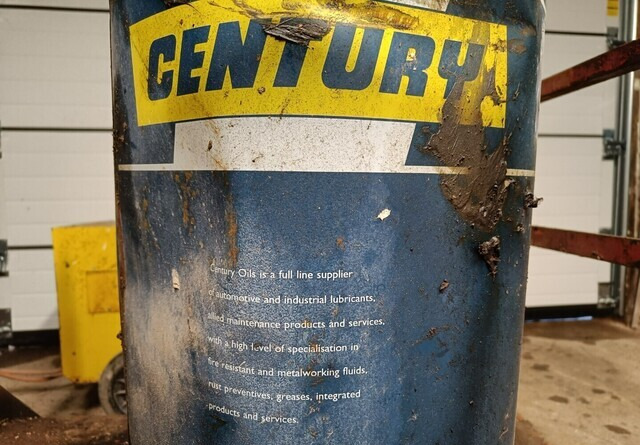 CENTURY
Century Oils is a full line supplier
of automotive and industrial lubricants,
allied maintenance products and services,
with a high level of specialisation in
fire resistant and metalworking fluids,
rust preventives, greases, integrated
products and services.